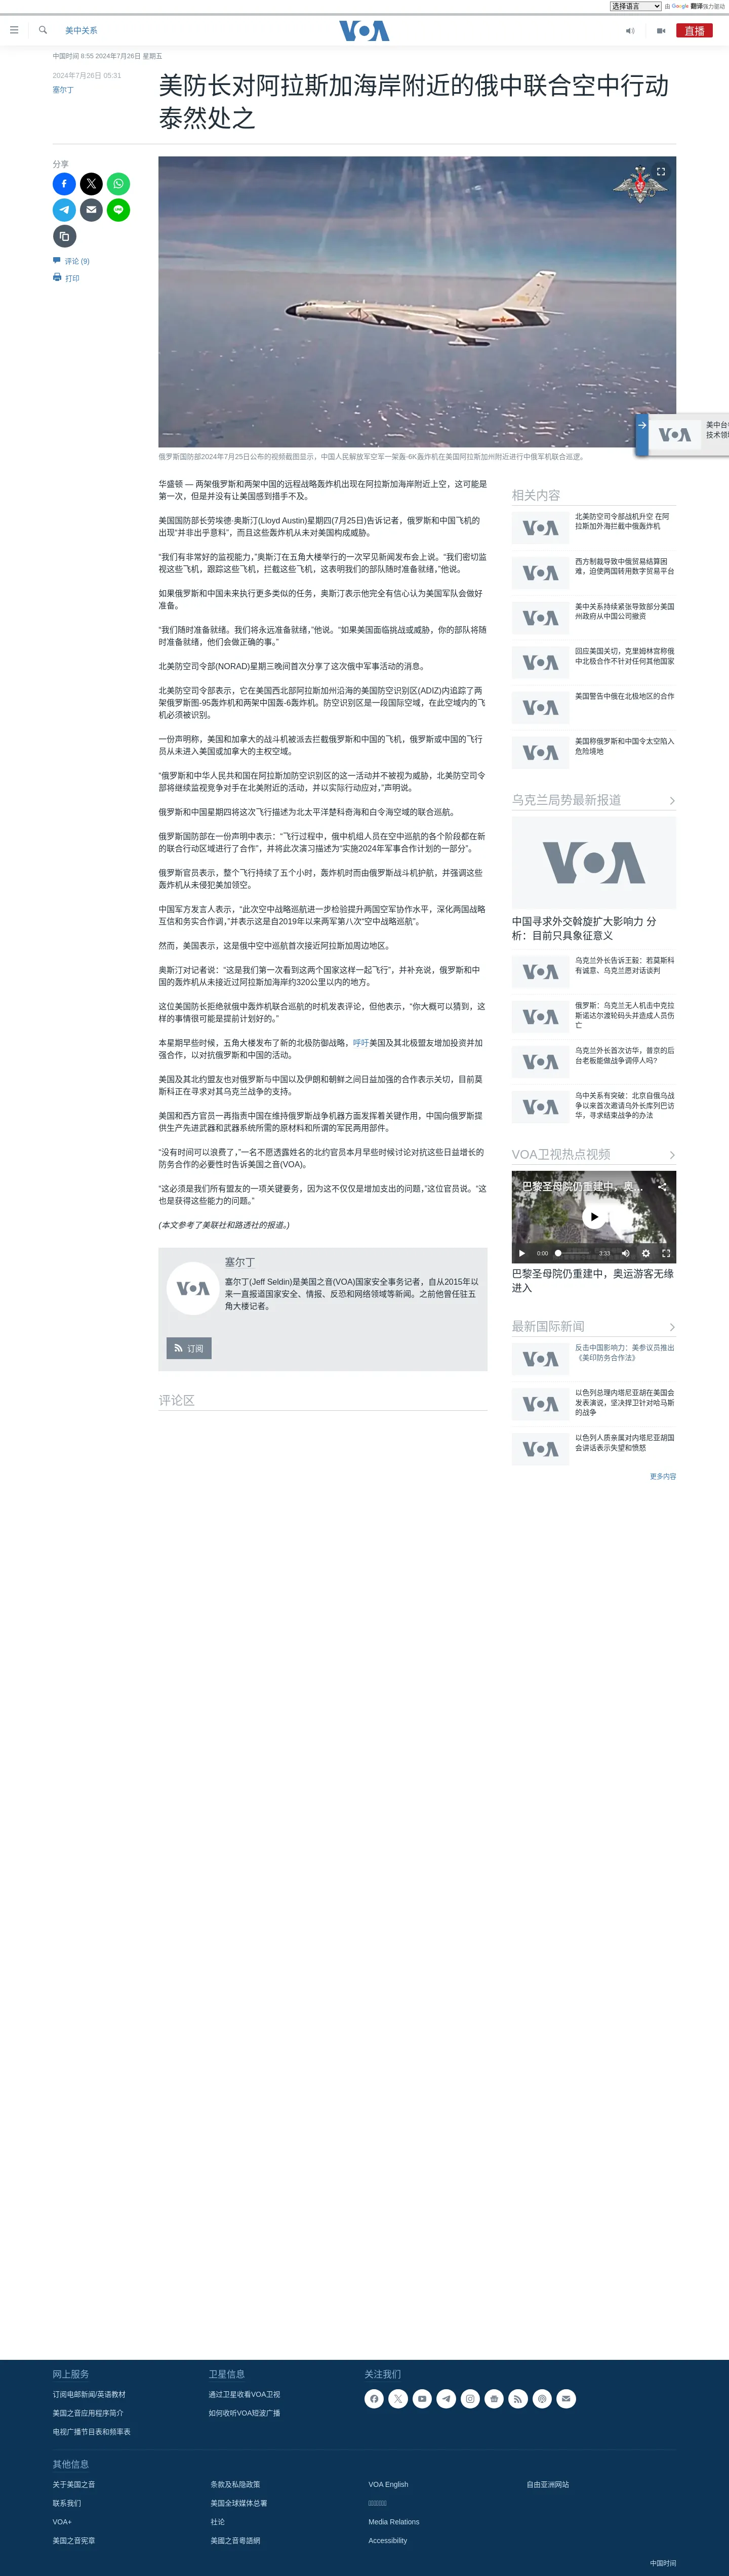 选择语言 由 Google 翻译强力驱动
美中关系
VOA
直播
中国时间 8:55 2024年7月26日 星期五
2024年7月26日 05:31
塞尔丁
美防长对阿拉斯加海岸附近的俄中联合空中行动
泰然处之
分享
评论 (9)
打印
俄罗斯国防部2024年7月25日公布的视频截图显示，中国人民解放军空军一架轰-6K轰炸机在美国阿拉斯加州附近进行中俄军机联合巡逻。
美中台
技术领
VOA
华盛顿 — 两架俄罗斯和两架中国的远程战略轰炸机出现在阿拉斯加海岸附近上空，这可能是
第一次，但是并没有让美国感到措手不及。
美国国防部长劳埃德·奥斯汀(Lloyd Austin)星期四(7月25日)告诉记者，俄罗斯和中国飞机的
出现“并非出乎意料”，而且这些轰炸机从未对美国构成威胁。
“我们有非常好的监视能力，”奥斯汀在五角大楼举行的一次罕见新闻发布会上说。“我们密切监
视这些飞机，跟踪这些飞机，拦截这些飞机，这表明我们的部队随时准备就绪，”他说。
如果俄罗斯和中国未来执行更多类似的任务，奥斯汀表示他完全有信心认为美国军队会做好
准备。
“我们随时准备就绪。我们将永远准备就绪，”他说。“如果美国面临挑战或威胁，你的部队将随
时准备就绪，他们会做正确的事。”
北美防空司令部(NORAD)星期三晚间首次分享了这次俄中军事活动的消息。
北美防空司令部表示，它在美国西北部阿拉斯加州沿海的美国防空识别区(ADIZ)内追踪了两
架俄罗斯图-95轰炸机和两架中国轰-6轰炸机。防空识别区是一段国际空域，在此空域内的飞
机必须被识别。
一份声明称，美国和加拿大的战斗机被派去拦截俄罗斯和中国的飞机，俄罗斯或中国的飞行
员从未进入美国或加拿大的主权空域。
“俄罗斯和中华人民共和国在阿拉斯加防空识别区的这一活动并不被视为威胁，北美防空司令
部将继续监视竞争对手在北美附近的活动，并以实际行动应对，”声明说。
俄罗斯和中国星期四将这次飞行描述为北太平洋楚科奇海和白令海空域的联合巡航。
俄罗斯国防部在一份声明中表示：“飞行过程中，俄中机组人员在空中巡航的各个阶段都在新
的联合行动区域进行了合作”，并将此次演习描述为“实施2024年军事合作计划的一部分”。
俄罗斯官员表示，整个飞行持续了五个小时，轰炸机时而由俄罗斯战斗机护航，并强调这些
轰炸机从未侵犯美加领空。
中国军方发言人表示，“此次空中战略巡航进一步检验提升两国空军协作水平，深化两国战略
互信和务实合作调，”并表示这是自2019年以来两军第八次“空中战略巡航”。
然而，美国表示，这是俄中空中巡航首次接近阿拉斯加周边地区。
奥斯汀对记者说：“这是我们第一次看到这两个国家这样一起飞行”，并补充说，俄罗斯和中
国的轰炸机从未接近过阿拉斯加海岸约320公里以内的地方。
这位美国防长拒绝就俄中轰炸机联合巡航的时机发表评论，但他表示，“你大概可以猜到，这
样的事情很可能是提前计划好的。”
本星期早些时候，五角大楼发布了新的北极防御战略，呼吁美国及其北极盟友增加投资并加
强合作，以对抗俄罗斯和中国的活动。
美国及其北约盟友也对俄罗斯与中国以及伊朗和朝鲜之间日益加强的合作表示关切，目前莫
斯科正在寻求对其乌克兰战争的支持。
美国和西方官员一再指责中国在维持俄罗斯战争机器方面发挥着关键作用，中国向俄罗斯提
供生产先进武器和武器系统所需的原材料和所谓的军民两用部件。
“没有时间可以浪费了，”一名不愿透露姓名的北约官员本月早些时候讨论对抗这些日益增长的
防务合作的必要性时告诉美国之音(VOA)。
“这必须是我们所有盟友的一项关键要务，因为这不仅仅是增加支出的问题，”这位官员说。“这
也是获得这些能力的问题。”
(本文参考了美联社和路透社的报道。)
VOA
塞尔丁
塞尔丁(Jeff Seldin)是美国之音(VOA)国家安全事务记者，自从2015年以
来一直报道国家安全、情报、反恐和网络领域等新闻。之前他曾任驻五
角大楼记者。
订阅
评论区
相关内容
VOA
北美防空司令部战机升空 在阿
拉斯加外海拦截中俄轰炸机
VOA
西方制裁导致中俄贸易结算困
难，迫使两国转用数字贸易平台
VOA
美中关系持续紧张导致部分美国
州政府从中国公司撤资
VOA
回应美国关切，克里姆林宫称俄
中北极合作不针对任何其他国家
VOA
美国警告中俄在北极地区的合作
VOA
美国称俄罗斯和中国令太空陷入
危险境地
乌克兰局势最新报道
VOA
中国寻求外交斡旋扩大影响力 分
析：目前只具象征意义
VOA
乌克兰外长告诉王毅：若莫斯科
有诚意、乌克兰愿对话谈判
VOA
俄罗斯：乌克兰无人机击中克拉
斯诺达尔渡轮码头并造成人员伤
亡
VOA
乌克兰外长首次访华，普京的后
台老板能做战争调停人吗?
VOA
乌中关系有突破：北京自俄乌战
争以来首次邀请乌外长库列巴访
华，寻求结束战争的办法
VOA卫视热点视频
巴黎圣母院仍重建中，奥...
0:00
3:33
巴黎圣母院仍重建中，奥运游客无缘
进入
最新国际新闻
VOA
反击中国影响力：美参议员推出
《美印防务合作法》
VOA
以色列总理内塔尼亚胡在美国会
发表演说，坚决捍卫针对哈马斯
的战争
VOA
以色列人质亲属对内塔尼亚胡国
会讲话表示失望和愤怒
更多内容
网上服务
订阅电邮新闻/英语教材
美国之音应用程序简介
电视广播节目表和频率表
卫星信息
通过卫星收看VOA卫视
如何收听VOA短波广播
关注我们
其他信息
关于美国之音
联系我们
VOA+
美国之音宪章
条款及私隐政策
美国全球媒体总署
社论
美國之音粵語網
VOA English
Media Relations
Accessibility
自由亚洲网站
中国时间